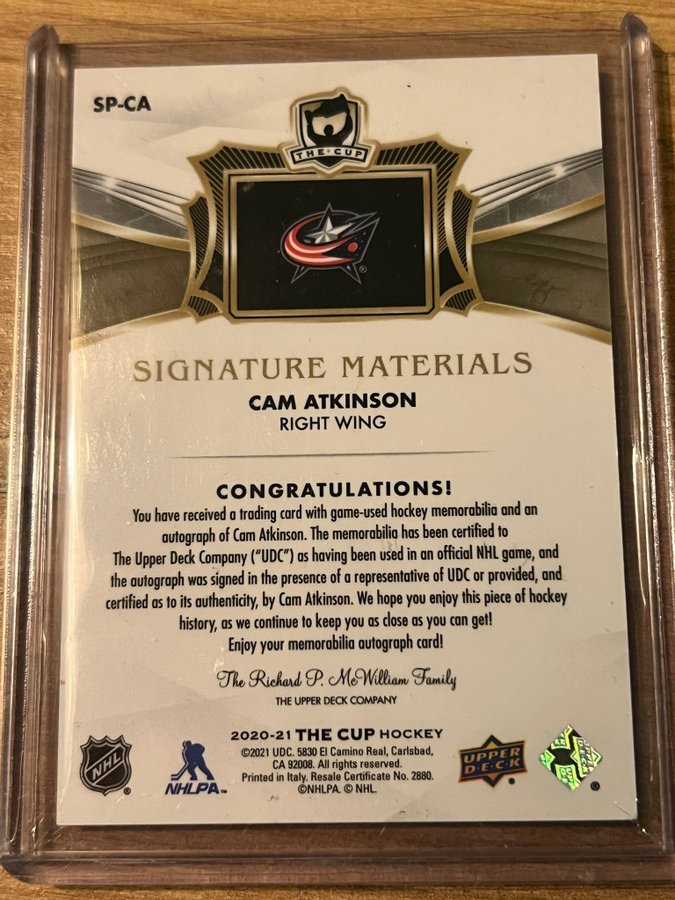 SP-CA
THE CUP
®
SIGNATURE MATERIALS
CAM ATKINSON
RIGHT WING
CONGRATULATIONS!
You have received a trading card with game-used hockey memorabilia and an
autograph of Cam Atkinson. The memorabilia has been certified to
The Upper Deck Company ("UDC") as having been used in an official NHL game, and
the autograph was signed in the presence of a representative of UDC or provided, and
certified as to its authenticity, by Cam Atkinson. We hope you enjoy this piece of hockey
history, as we continue to keep you as close as you can get!
Enjoy your memorabilia autograph card!
The Richard P. McWilliam Family
THE UPPER DECK COMPANY
2020-21 THE CUP HOCKEY
©2021 UDC. 5830 El Camino Real, Carlsbad,
CA 92008. All rights reserved.
Printed in Italy. Resale Certificate No. 2880.
©NHLPA. © NHL.
NHL ®
NHLPA™
UPPER
DECK ®
®